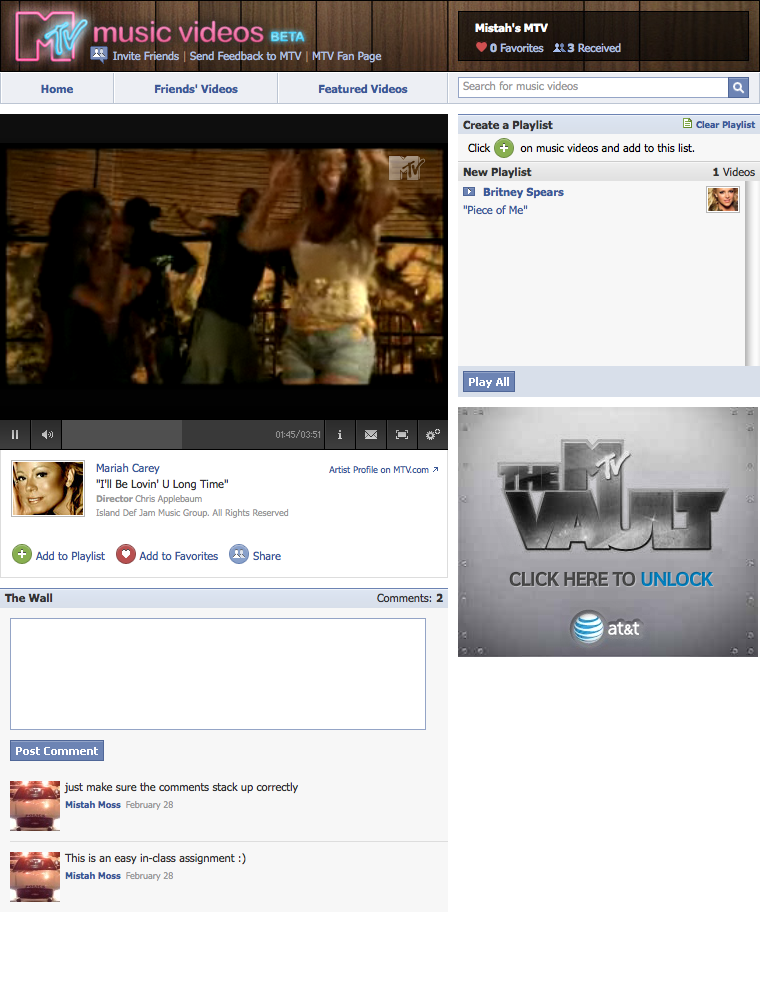 MTV music videos BETA
Invite Friends | Send Feedback to MTV | MTV Fan Page
Mistah's MTV
0 Favorites 3 Received
Home Friends' Videos Featured Videos
Search for music videos
MTV
01:45/03:51
i
Mariah Carey
"I'll Be Lovin' U Long Time"
Director Chris Applebaum
Island Def Jam Music Group. All Rights Reserved
Artist Profile on MTV.com
Add to Playlist Add to Favorites Share
The Wall Comments: 2
Post Comment
just make sure the comments stack up correctly
Mistah Moss February 28
This is an easy in-class assignment :)
Mistah Moss February 28
Create a Playlist Clear Playlist
Click + on music videos and add to this list.
New Playlist 1 Videos
Britney Spears
"Piece of Me"
Play All
THE MTV
VAULT
CLICK HERE TO UNLOCK
at&t